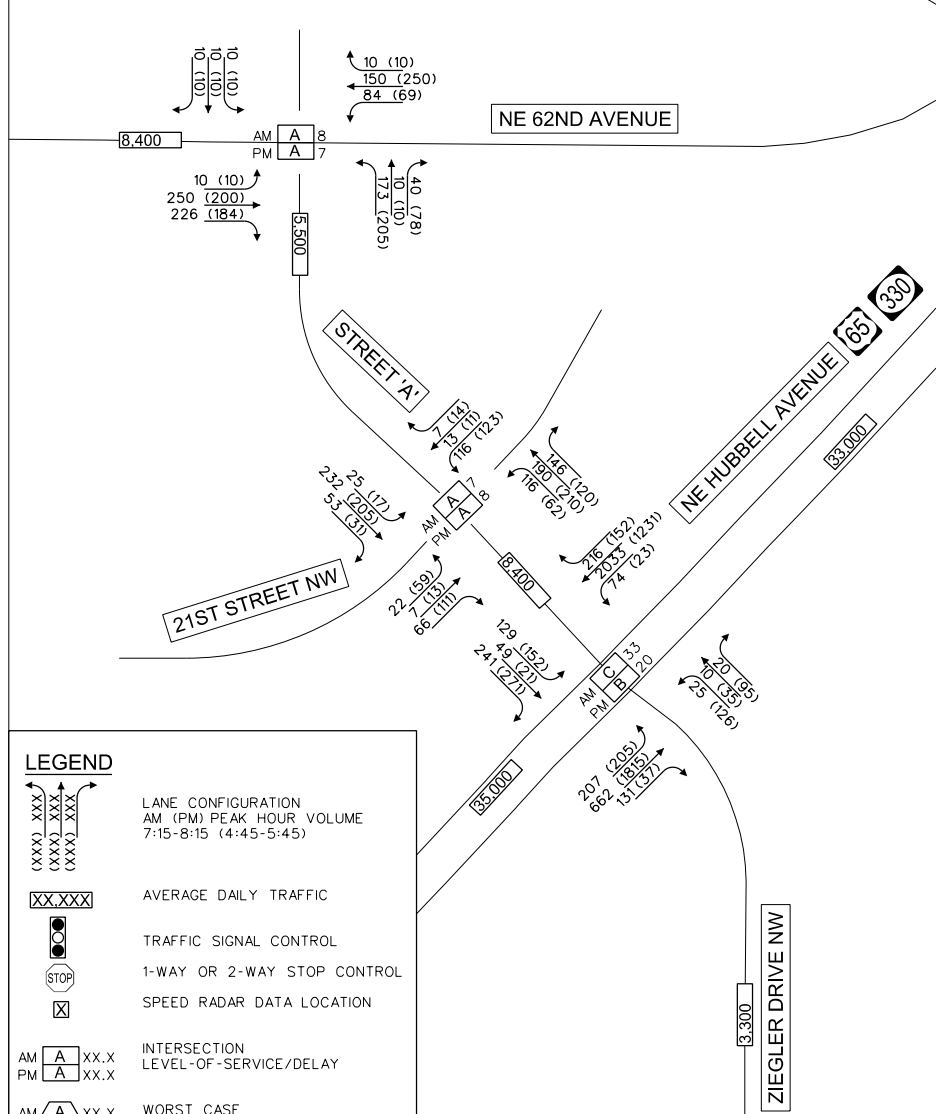 10 (10)
10 (10)
10 (10)
10 (10)
150 (250)
84 (69)
NE 62ND AVENUE
8,400
AM A 8
PM A 7
10 (10)
250 (200)
226 (184)
173 (205)
10 (10)
40 (78)
5,500
STREET 'A'
65
330
NE HUBBELL AVENUE
33,000
7 (14)
13 (11)
116 (123)
146 (120)
190 (210)
116 (62)
25 (17)
232 (205)
53 (31)
AM A 7
PM A 8
21ST STREET NW
22 (59)
7 (13)
66 (111)
8,400
216 (152)
2033 (1231)
74 (23)
129 (152)
49 (21)
241 (271)
AM C 33
PM B 20
20 (95)
10 (35)
25 (126)
207 (205)
662 (1815)
131 (37)
35,000
3,300
ZIEGLER DRIVE NW
LEGEND
XXX (XXX)
XXX (XXX)
XXX (XXX)
LANE CONFIGURATION
AM (PM) PEAK HOUR VOLUME
7:15-8:15 (4:45-5:45)
XX,XXX AVERAGE DAILY TRAFFIC
TRAFFIC SIGNAL CONTROL
STOP 1-WAY OR 2-WAY STOP CONTROL
X SPEED RADAR DATA LOCATION
AM A XX.X
PM A XX.X
INTERSECTION
LEVEL-OF-SERVICE/DELAY
AM A XX.X WORST CASE